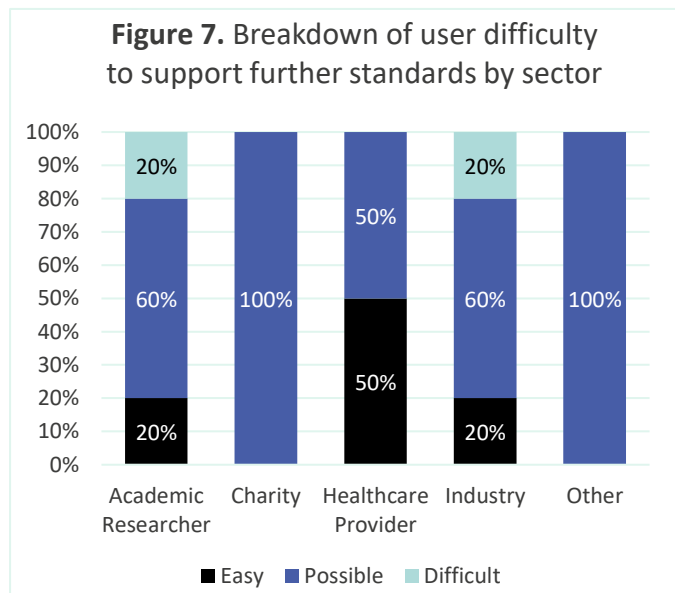 Figure 7. Breakdown of user difficulty
to support further standards by sector
100%
90%
80%
70%
60%
50%
40%
30%
20%
10%
0%
20%
60%
20%
100%
50%
50%
20%
60%
20%
100%
Academic
Researcher
Charity
Healthcare
Provider
Industry
Other
Easy
Possible
Difficult